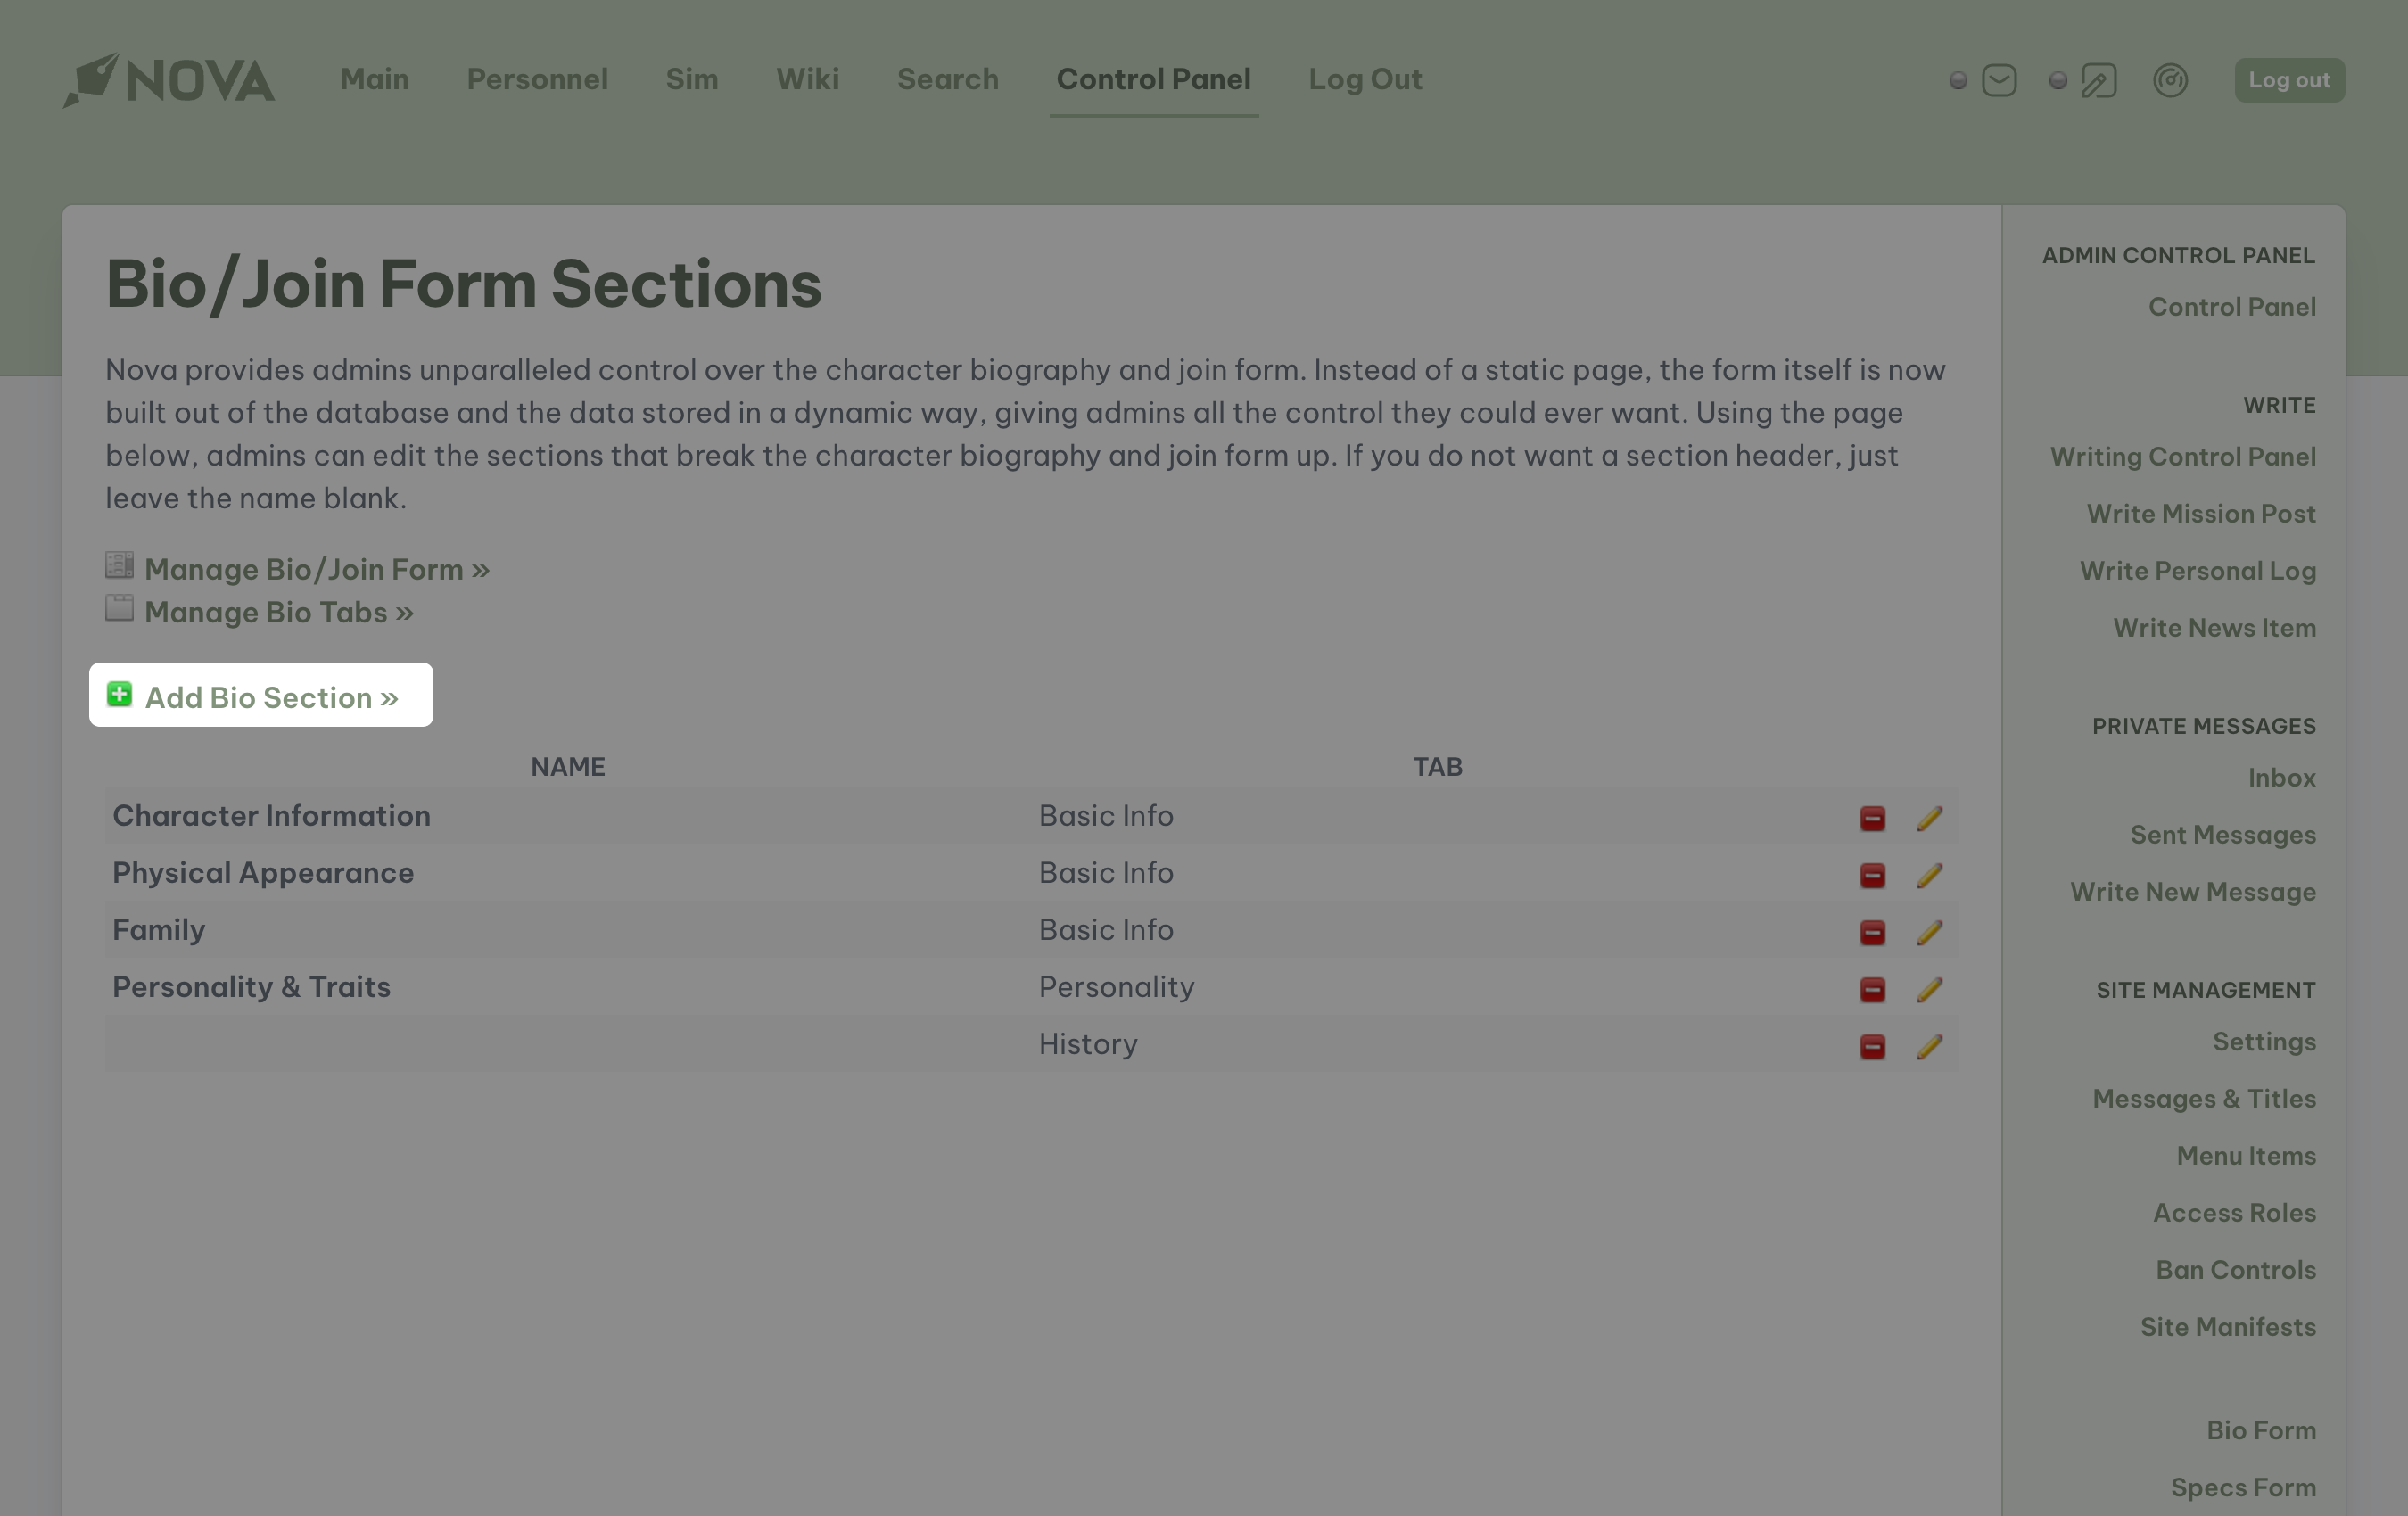 NOVA
Main Personnel Sim Wiki Search Control Panel Log Out
Log out
Bio/Join Form Sections
Nova provides admins unparalleled control over the character biography and join form. Instead of a static page, the form itself is now
built out of the database and the data stored in a dynamic way, giving admins all the control they could ever want. Using the page
below, admins can edit the sections that break the character biography and join form up. If you do not want a section header, just
leave the name blank.
Manage Bio/Join Form »
Manage Bio Tabs »
Add Bio Section »
NAME TAB
Character Information Basic Info
Physical Appearance Basic Info
Family Basic Info
Personality & Traits Personality
History
ADMIN CONTROL PANEL
Control Panel
WRITE
Writing Control Panel
Write Mission Post
Write Personal Log
Write News Item
PRIVATE MESSAGES
Inbox
Sent Messages
Write New Message
SITE MANAGEMENT
Settings
Messages & Titles
Menu Items
Access Roles
Ban Controls
Site Manifests
Bio Form
Specs Form